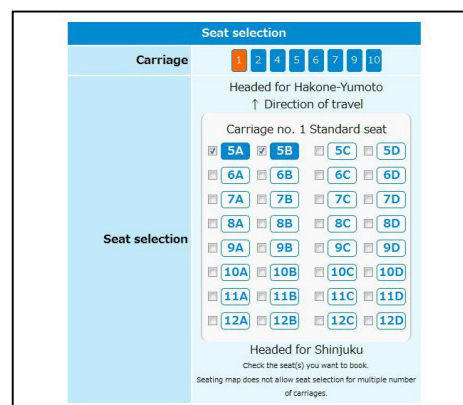 Seat selection
Carriage 1 2 4 5 6 7 9 10
Headed for Hakone-Yumoto
↑ Direction of travel
Carriage no. 1 Standard seat
5A 5B 5C 5D
6A 6B 6C 6D
7A 7B 7C 7D
8A 8B 8C 8D
Seat selection
9A 9B 9C 9D
10A 10B 10C 10D
11A 11B 11C 11D
12A 12B 12C 12D
Headed for Shinjuku
Check the seat(s) you want to book.
Seating map does not allow seat selection for multiple number
of carriages.